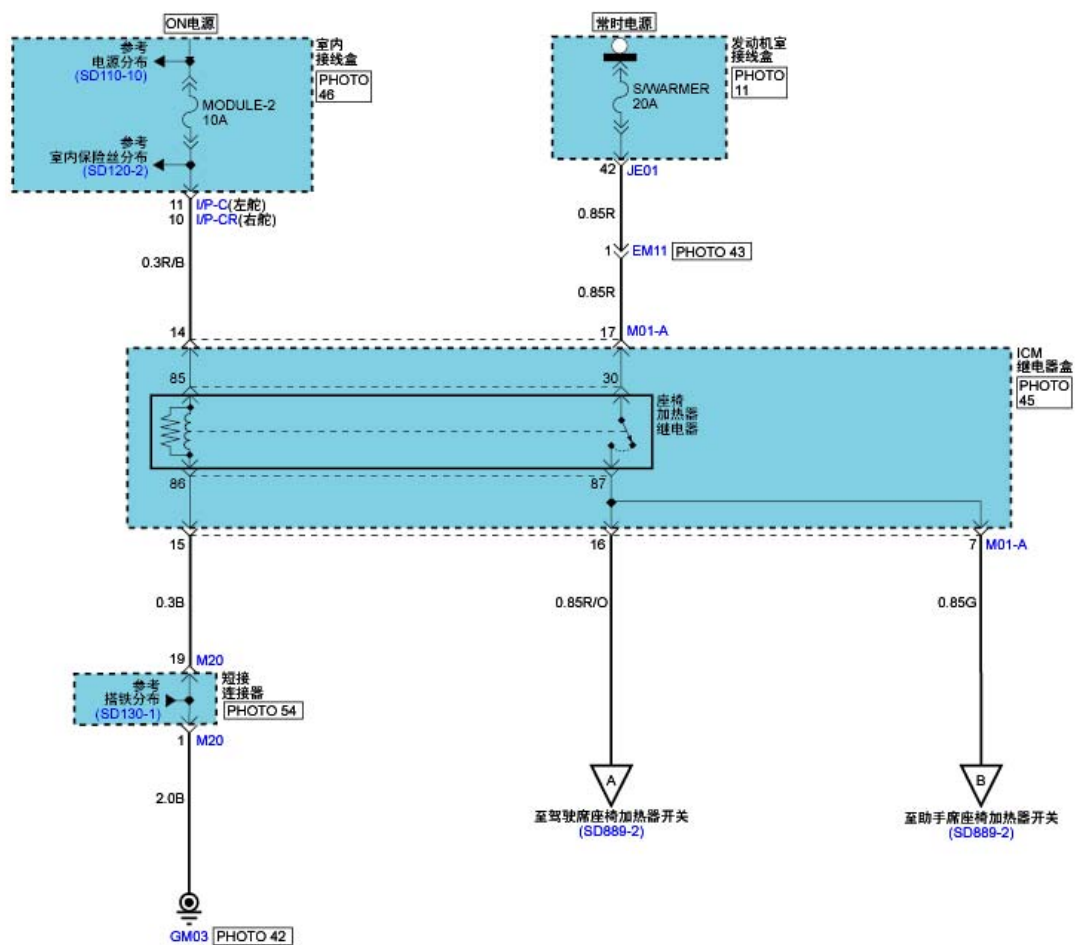 ON电源
常时电源
参考
电源分布
(SD110-10)
MODULE-2
10A
参考
室内保险丝分布
(SD120-2)
室内
接线盒
PHOTO
46
S/WARMER
20A
发动机室
接线盒
PHOTO
11
11 I/P-C(左舵)
10 I/P-CR(右舵)
42 JE01
0.85R
0.3R/B
1 EM11 PHOTO 43
0.85R
14
17 M01-A
ICM
继电器盒
PHOTO
45
85
30
座椅
加热器
继电器
86
87
15
16
7 M01-A
0.3B
0.85R/O
0.85G
19 M20
参考
搭铁分布
(SD130-1)
短接
连接器
PHOTO 54
1 M20
2.0B
A
B
至驾驶席座椅加热器开关
(SD889-2)
至助手席座椅加热器开关
(SD889-2)
GM03 PHOTO 42